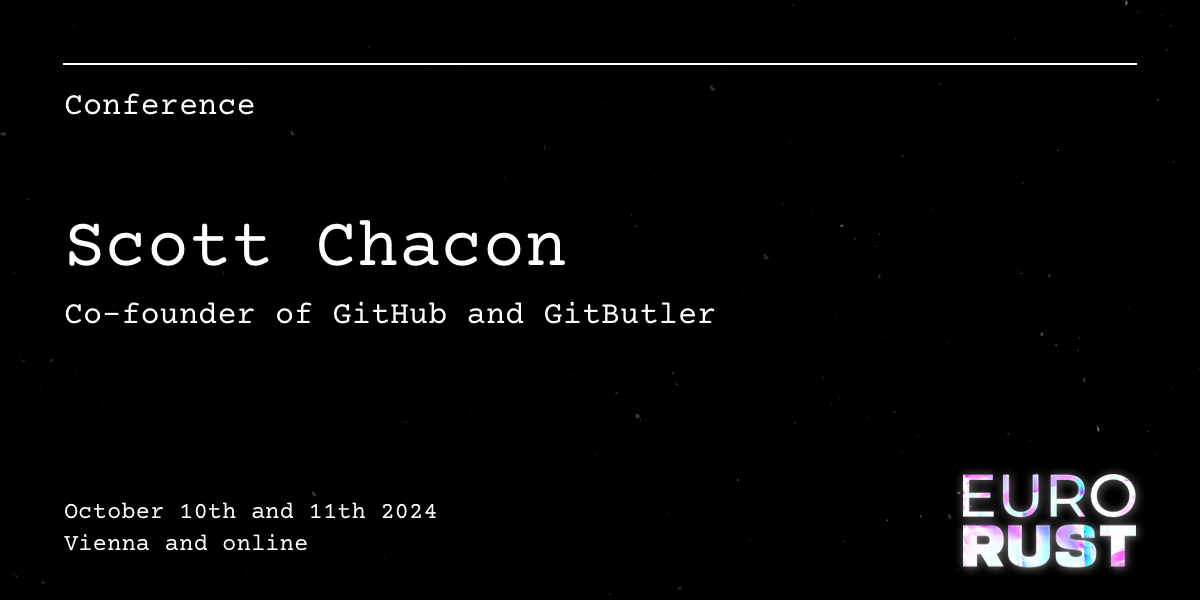 Conference
Scott Chacon
Co-founder of GitHub and GitButler
October 10th and 11th 2024
Vienna and online
EURO
RUST